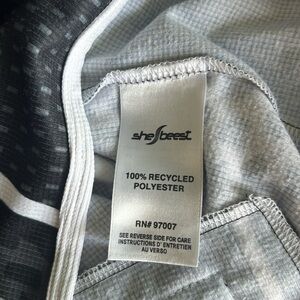 shebeest
100% RECYCLED
POLYESTER
RN# 97007
SEE REVERSE SIDE FOR CARE
INSTRUCTIONS D' ENTRETIEN
AU VERSO